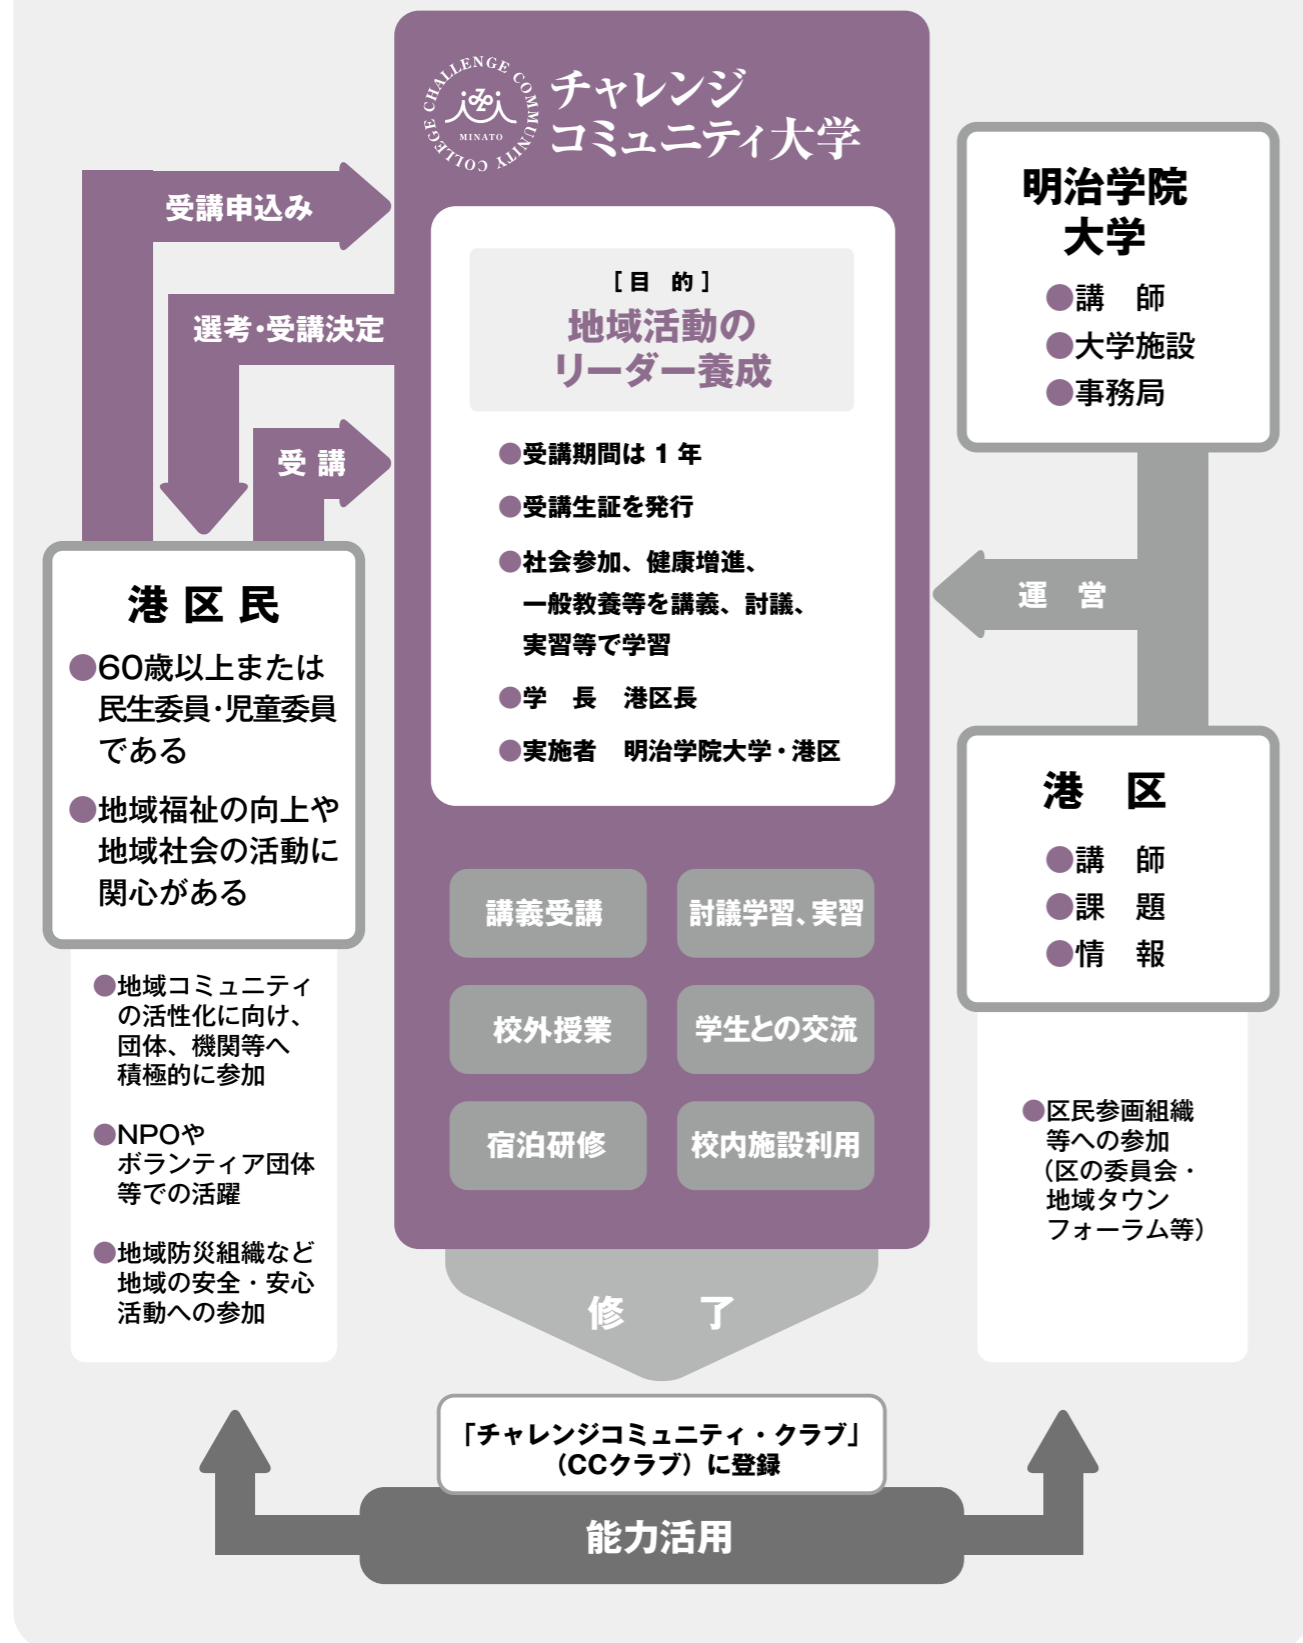 CHALLENGE COMMUNITY COLLEGE
MINATO
チャレンジ
コミュニティ大学
[目 的]
地域活動の
リーダー養成
●受講期間は 1 年
●受講生証を発行
●社会参加、健康増進、
一般教養等を講義、討議、
実習等で学習
●学 長 港区長
●実施者 明治学院大学・港区
講義受講
討議学習、実習
校外授業
学生との交流
宿泊研修
校内施設利用
受講申込み
選考・受講決定
受 講
港 区 民
●60歳以上または
民生委員・児童委員
である
●地域福祉の向上や
地域社会の活動に
関心がある
●地域コミュニティ
の活性化に向け、
団体、機関等へ
積極的に参加
●NPOや
ボランティア団体
等での活躍
●地域防災組織など
地域の安全・安心
活動への参加
明治学院
大学
●講 師
●大学施設
●事務局
運 営
港 区
●講 師
●課 題
●情 報
●区民参画組織
等への参加
（区の委員会・
地域タウン
フォーラム等）
修 了
「チャレンジコミュニティ・クラブ」
（CCクラブ）に登録
能力活用